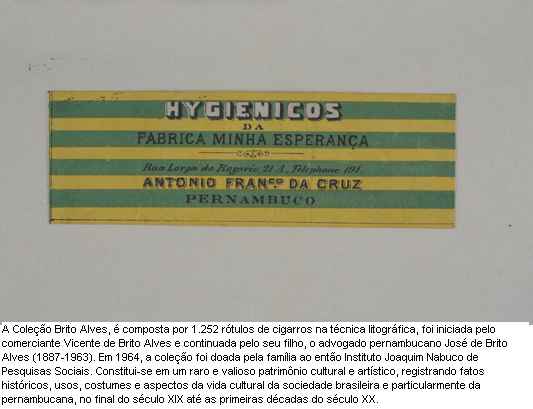 HYGIENICOS
DA
FABRICA MINHA ESPERANÇA
Rua Larga do Rozario 21 A., Telephone 191.
ANTONIO FRANCO DA CRUZ
PERNAMBUCO
A Coleção Brito Alves, é composta por 1.252 rótulos de cigarros na técnica litográfica, foi iniciada pelo
comerciante Vicente de Brito Alves e continuada pelo seu filho, o advogado pernambucano José de Brito
Alves (1887-1963). Em 1964, a coleção foi doada pela família ao então Instituto Joaquim Nabuco de
Pesquisas Sociais. Constitui-se em um raro e valioso patrimônio cultural e artístico, registrando fatos
históricos, usos, costumes e aspectos da vida cultural da sociedade brasileira e particularmente da
pernambucana, no final do século XIX até as primeiras décadas do século XX.